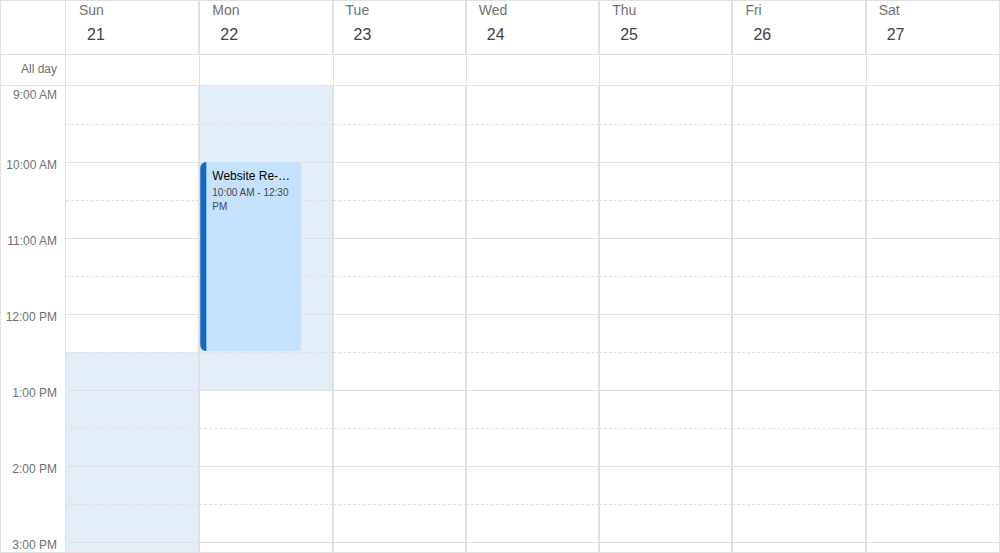 Sun Mon Tue Wed Thu Fri Sat
21 22 23 24 25 26 27
All day
9:00 AM
10:00 AM
Website Re-...
10:00 AM - 12:30
PM
11:00 AM
12:00 PM
1:00 PM
2:00 PM
3:00 PM